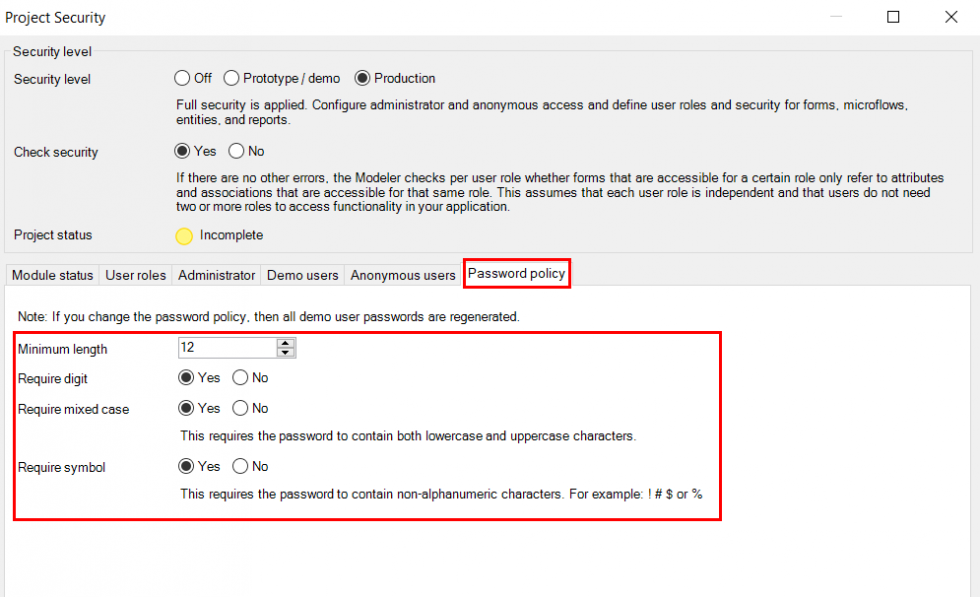 Project Security
Security level
Security level Off Prototype / demo Production
Full security is applied. Configure administrator and anonymous access and define user roles and security for forms, microflows,
entities, and reports.
Check security Yes No
If there are no other errors, the Modeler checks per user role whether forms that are accessible for a certain role only refer to attributes
and associations that are accessible for that same role. This assumes that each user role is independent and that users do not need
two or more roles to access functionality in your application.
Project status Incomplete
Module status User roles Administrator Demo users Anonymous users Password policy
Note: If you change the password policy, then all demo user passwords are regenerated.
Minimum length 12
Require digit Yes No
Require mixed case Yes No
This requires the password to contain both lowercase and uppercase characters.
Require symbol Yes No
This requires the password to contain non-alphanumeric characters. For example: ! # $ or %